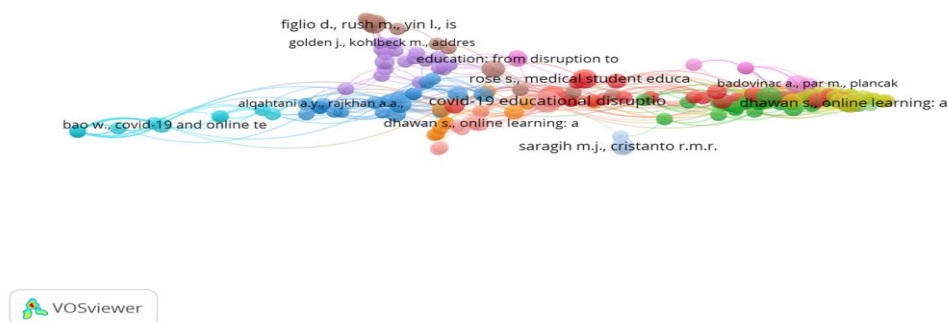 figlio d., rush m., yin l., is
golden j., kohlbeck m., addres
education: from disruption to
rose s., medical student educa
badovinac a., par m., plancak
alqahtani a.y., rajkhan a.a.,
covid-19 educational disruptio
dhawan s., online learning: a
bao w., covid-19 and online te
dhawan s., online learning: a
saragih m.j., cristanto r.m.r.
VOSviewer